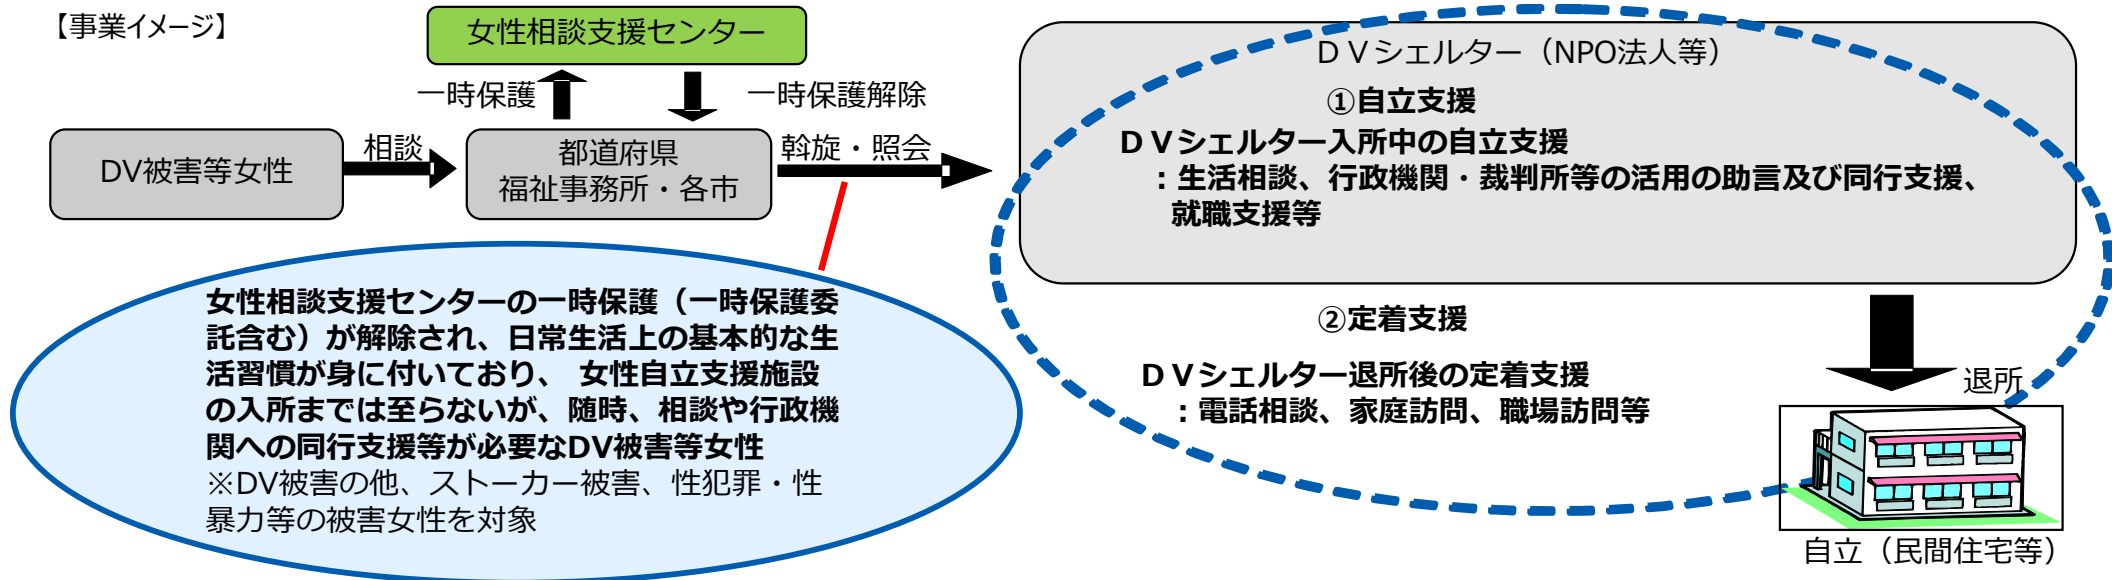 【事業イメージ】
女性相談支援センター
一時保護
一時保護解除
DV被害等女性
相談
都道府県
福祉事務所・各市
斡旋・照会
ＤＶシェルター（NPO法人等）
①自立支援
ＤＶシェルター入所中の自立支援
：生活相談、行政機関・裁判所等の活用の助言及び同行支援、
就職支援等
②定着支援
ＤＶシェルター退所後の定着支援
：電話相談、家庭訪問、職場訪問等
退所
自立（民間住宅等）
女性相談支援センターの一時保護（一時保護委
託含む）が解除され、日常生活上の基本的な生
活習慣が身に付いており、 女性自立支援施設
の入所までは至らないが、随時、相談や行政機
関への同行支援等が必要なDV被害等女性
※DV被害の他、ストーカー被害、性犯罪・性
暴力等の被害女性を対象